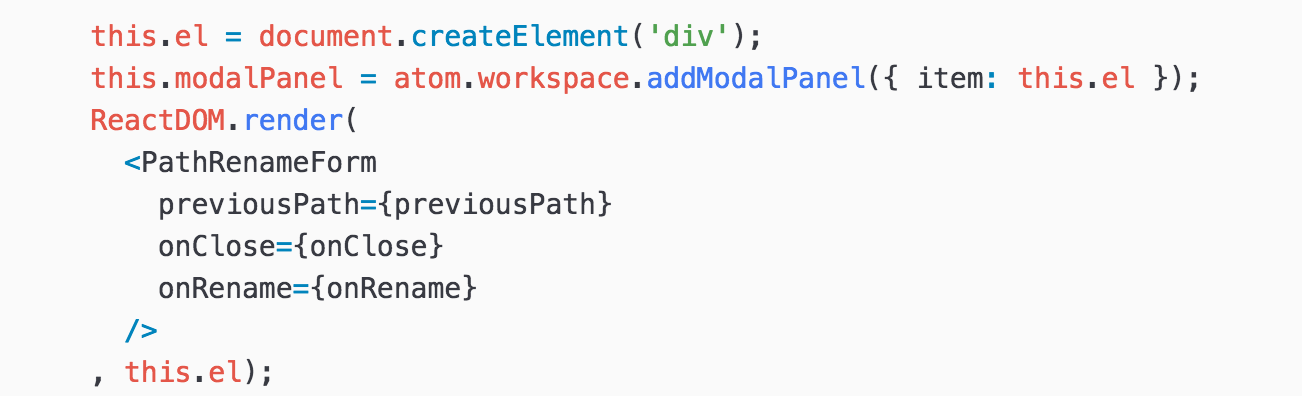 this.el = document.createElement('div');
this.modalPanel = atom.workspace.addModalPanel({ item: this.el });
ReactDOM.render(
  <PathRenameForm
    previousPath={previousPath}
    onClose={onClose}
    onRename={onRename}
  />
, this.el);